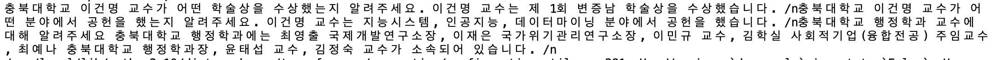 충북대학교 이건명 교수가 어떤 학술상을 수상했는지 알려주세요. 이건명 교수는 제 1회 변증남 학술상을 수상했습니다. /n충북대학교 이건명 교수가 어
떤 분야에서 공헌을 했는지 알려주세요. 이건명 교수는 지능시스템, 인공지능, 데이터마이닝 분야에서 공헌을 했습니다. /n충북대학교 행정학과 교수에
대해 알려주세요 충북대학교 행정학과에는 최영출 국제개발연구소장, 이재은 국가위기관리연구소장, 이민규 교수, 김학실 사회적기업(융합전공) 주임교수
, 최예나 충북대학교 행정학과장, 윤태섭 교수, 김정숙 교수가 소속되어 있습니다. /n